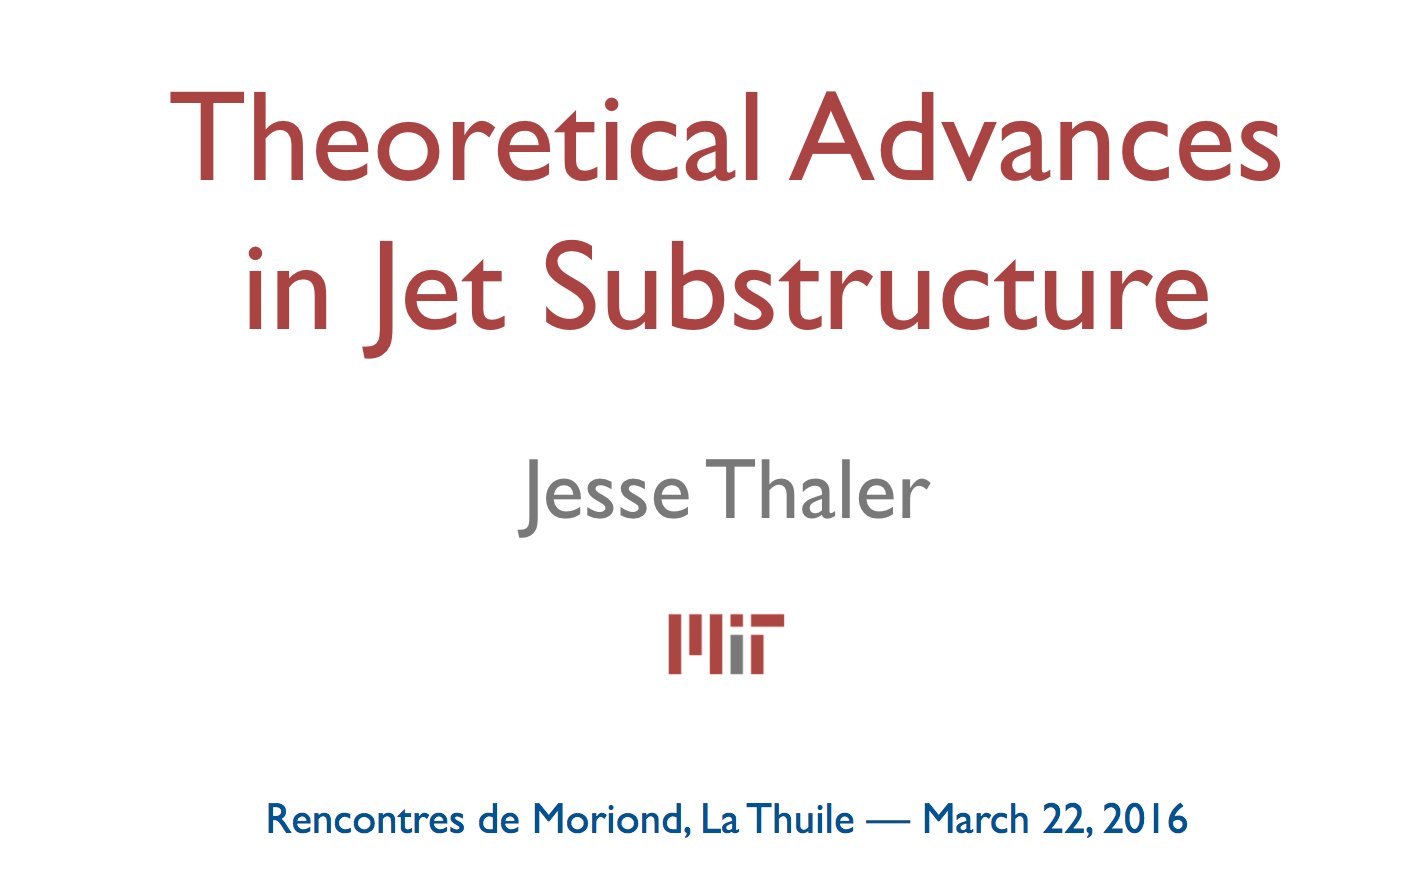 Theoretical Advances
in Jet Substructure
Jesse Thaler
MiT
Rencontres de Moriond, La Thuile — March 22, 2016